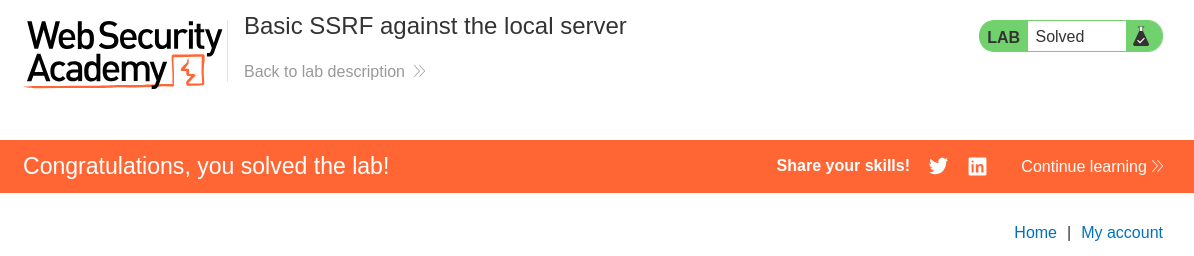 Web Security
Academy
Basic SSRF against the local server
Back to lab description
LAB Solved
Congratulations, you solved the lab!
Share your skills!
Continue learning
Home | My account